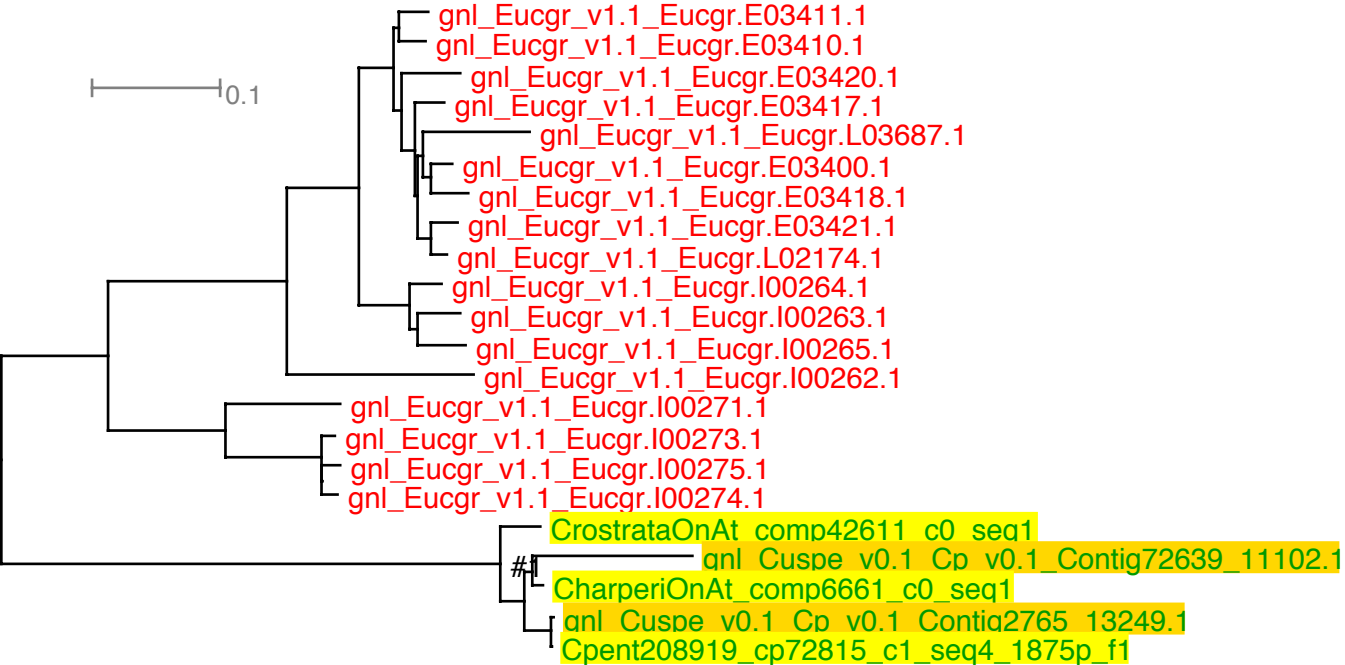 gnl_Eucgr_v1.1_Eucgr.E03411.1
gnl_Eucgr_v1.1_Eucgr.E03410.1
gnl_Eucgr_v1.1_Eucgr.E03420.1
0.1
gnl_Eucgr_v1.1_Eucgr.E03417.1
gnl_Eucgr_v1.1_Eucgr.L03687.1
gnl_Eucgr_v1.1_Eucgr.E03400.1
gnl_Eucgr_v1.1_Eucgr.E03418.1
gnl_Eucgr_v1.1_Eucgr.E03421.1
gnl_Eucgr_v1.1_Eucgr.L02174.1
gnl_Eucgr_v1.1_Eucgr.I00264.1
gnl_Eucgr_v1.1_Eucgr.I00263.1
gnl_Eucgr_v1.1_Eucgr.I00265.1
gnl_Eucgr_v1.1_Eucgr.I00262.1
gnl_Eucgr_v1.1_Eucgr.I00271.1
gnl_Eucgr_v1.1_Eucgr.I00273.1
gnl_Eucgr_v1.1_Eucgr.I00275.1
gnl_Eucgr_v1.1_Eucgr.I00274.1
CrostrataOnAt_comp42611_c0_seq1
gnl_Cuspe_v0.1_Cp_v0.1_Contig72639_11102.1
#
CharperiOnAt_comp6661_c0_seq1
gnl_Cuspe_v0.1_Cp_v0.1_Contig2765_13249.1
Cpent208919_cp72815_c1_seq4_1875p_f1